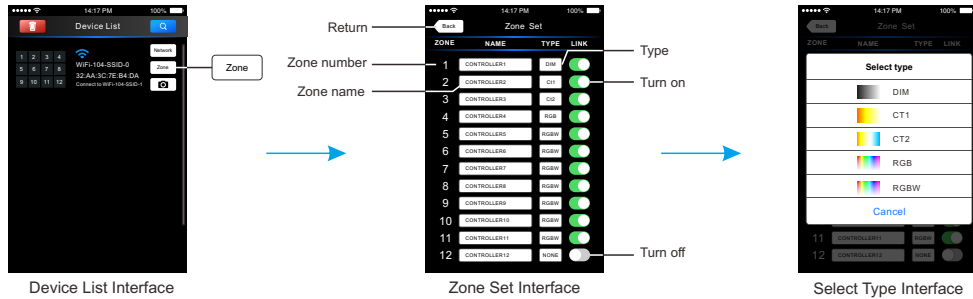 14:17 PM 100%
Device List
1 2 3 4
5 6 7 8
9 10 11 12
WiFi-104-SSID-0
32:AA:3C:7E:B4:DA
Connect to WiFi-104-SSID-1
Network
Zone
Zone
Device List Interface
Return
Zone number
Zone name
14:17 PM 100%
Back Zone Set
ZONE NAME TYPE LINK
1 CONTROLLER1 DIM
2 CONTROLLER2 Ct1
3 CONTROLLER3 Ct2
4 CONTROLLER4 RGB
5 CONTROLLER5 RGBW
6 CONTROLLER6 RGBW
7 CONTROLLER7 RGBW
8 CONTROLLER8 RGBW
9 CONTROLLER9 RGBW
10 CONTROLLER10 RGBW
11 CONTROLLER11 RGBW
12 CONTROLLER12 NONE
Type
Turn on
Turn off
Zone Set Interface
14:17 PM 100%
Back Zone Set
ZONE NAME TYPE LINK
Select type
DIM
CT1
CT2
RGB
RGBW
Cancel
11 CONTROLLER11 RGBW
12 CONTROLLER12 NONE
Select Type Interface